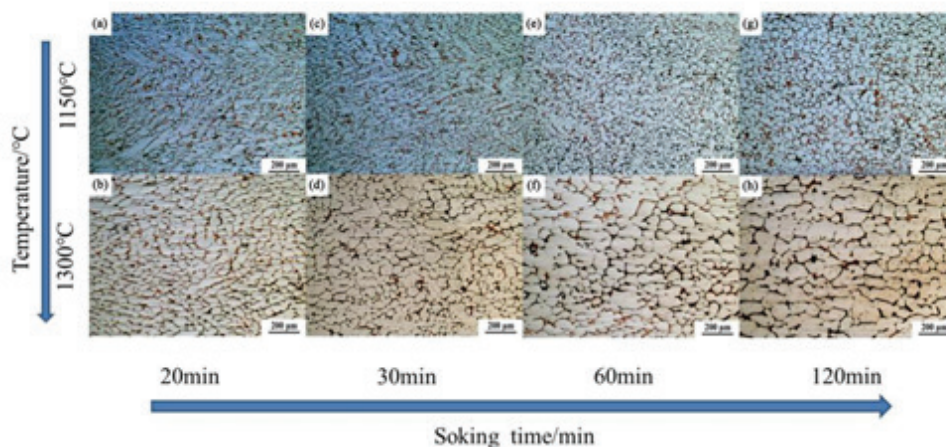 (a) (c) (e) (g)
1150°C
200 μm 200 μm 200 μm 200 μm
Temperature/°C
(b) (d) (f) (h)
1300°C
200 μm 200 μm 200 μm 200 μm
20min 30min 60min 120min
Soking time/min